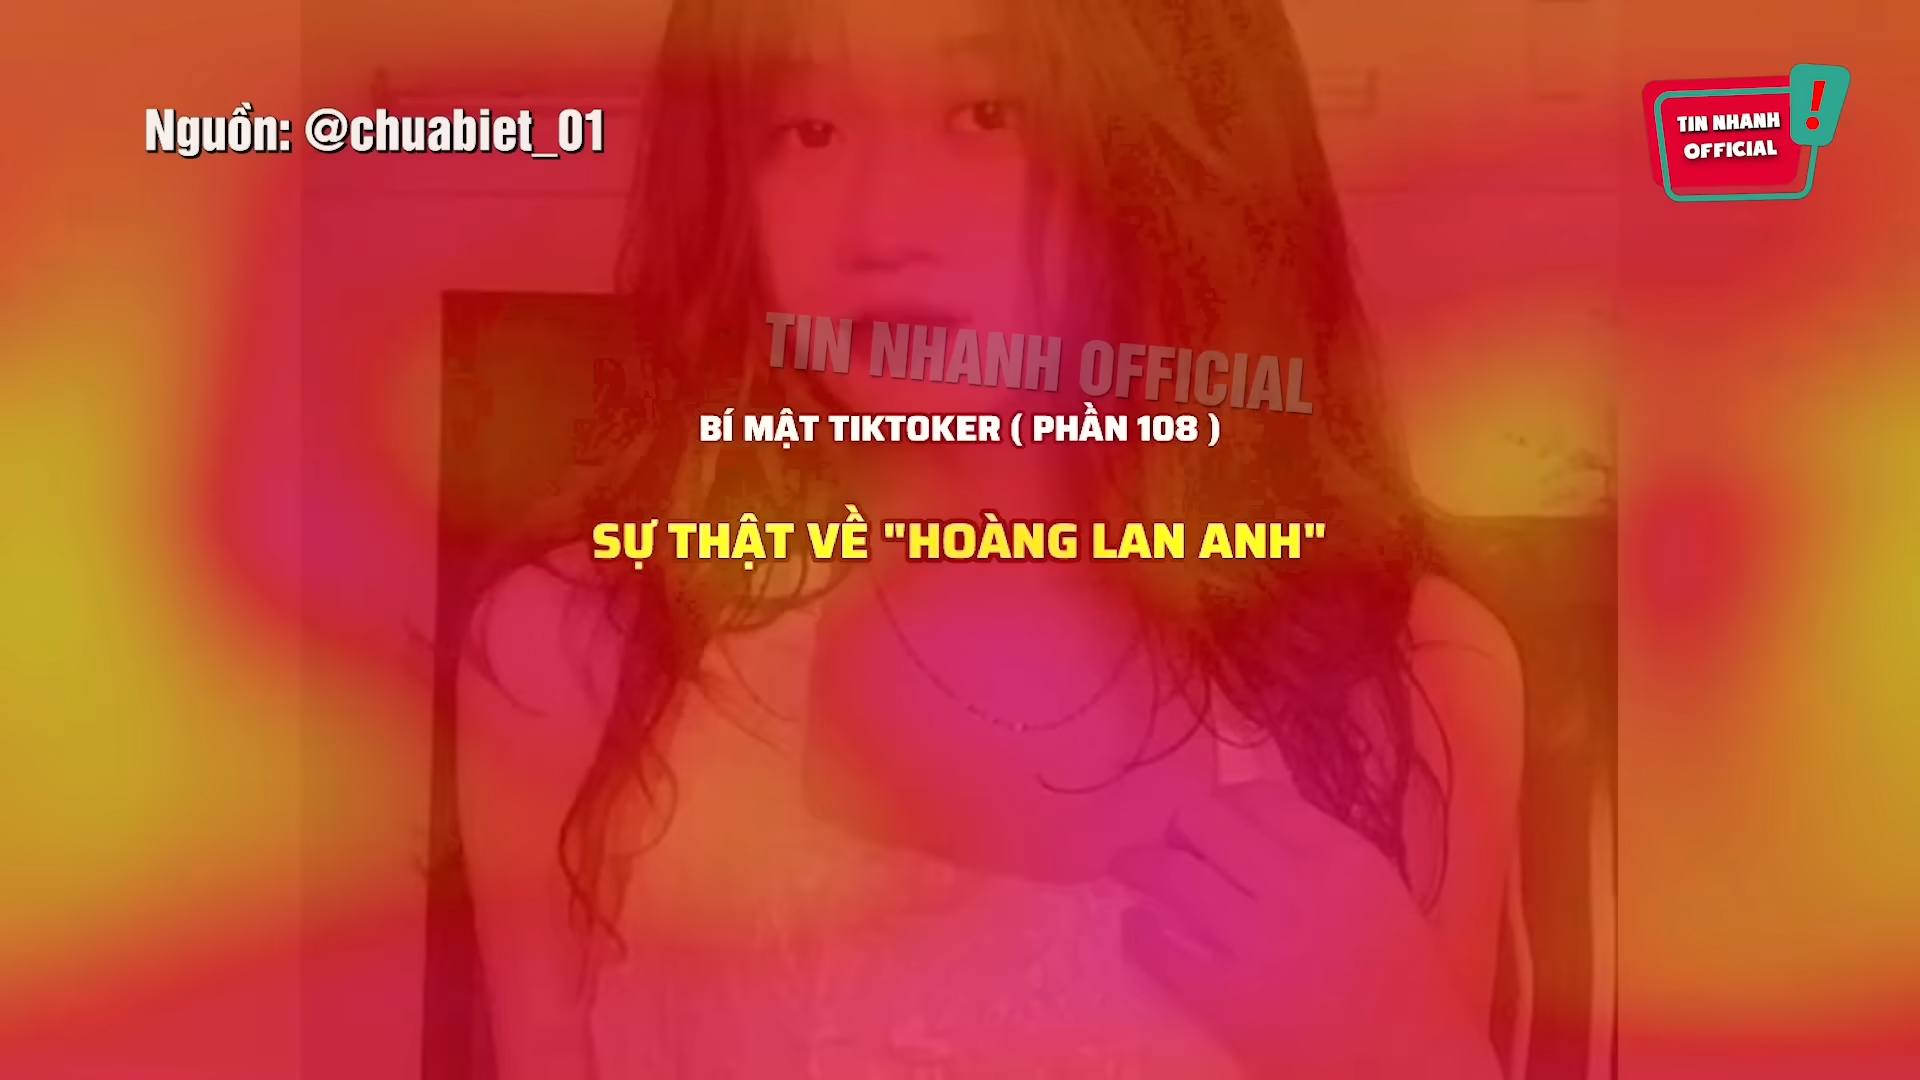 Nguồn: @chuabiet_01
TIN NHANH
OFFICIAL
!
TIN NHANH OFFICIAL
BÍ MẬT TIKTOKER ( PHẦN 108 )
SỰ THẬT VỀ "HOÀNG LAN ANH"